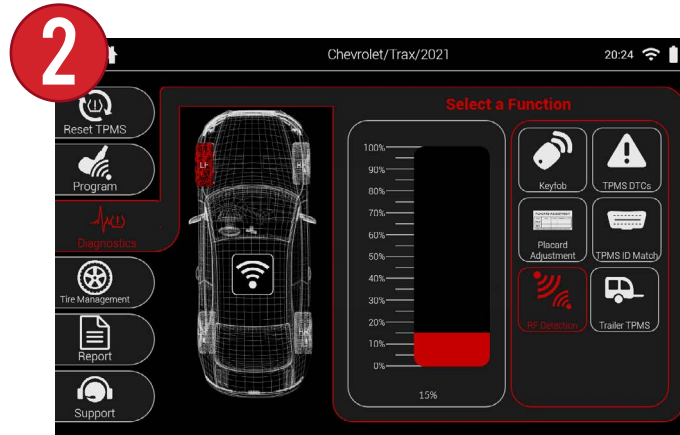 2
Chevrolet/Trax/2021
20:24
Reset TPMS
Program
Diagnostics
Tire Management
Report
Support
LF
Select a Function
100%
90%
80%
70%
60%
50%
40%
30%
20%
10%
0%
15%
Keyfob
TPMS DTCs
PLACARD ADJUSTMENT
Placard
Adjustment
TPMS ID Match
RF Detection
Trailer TPMS